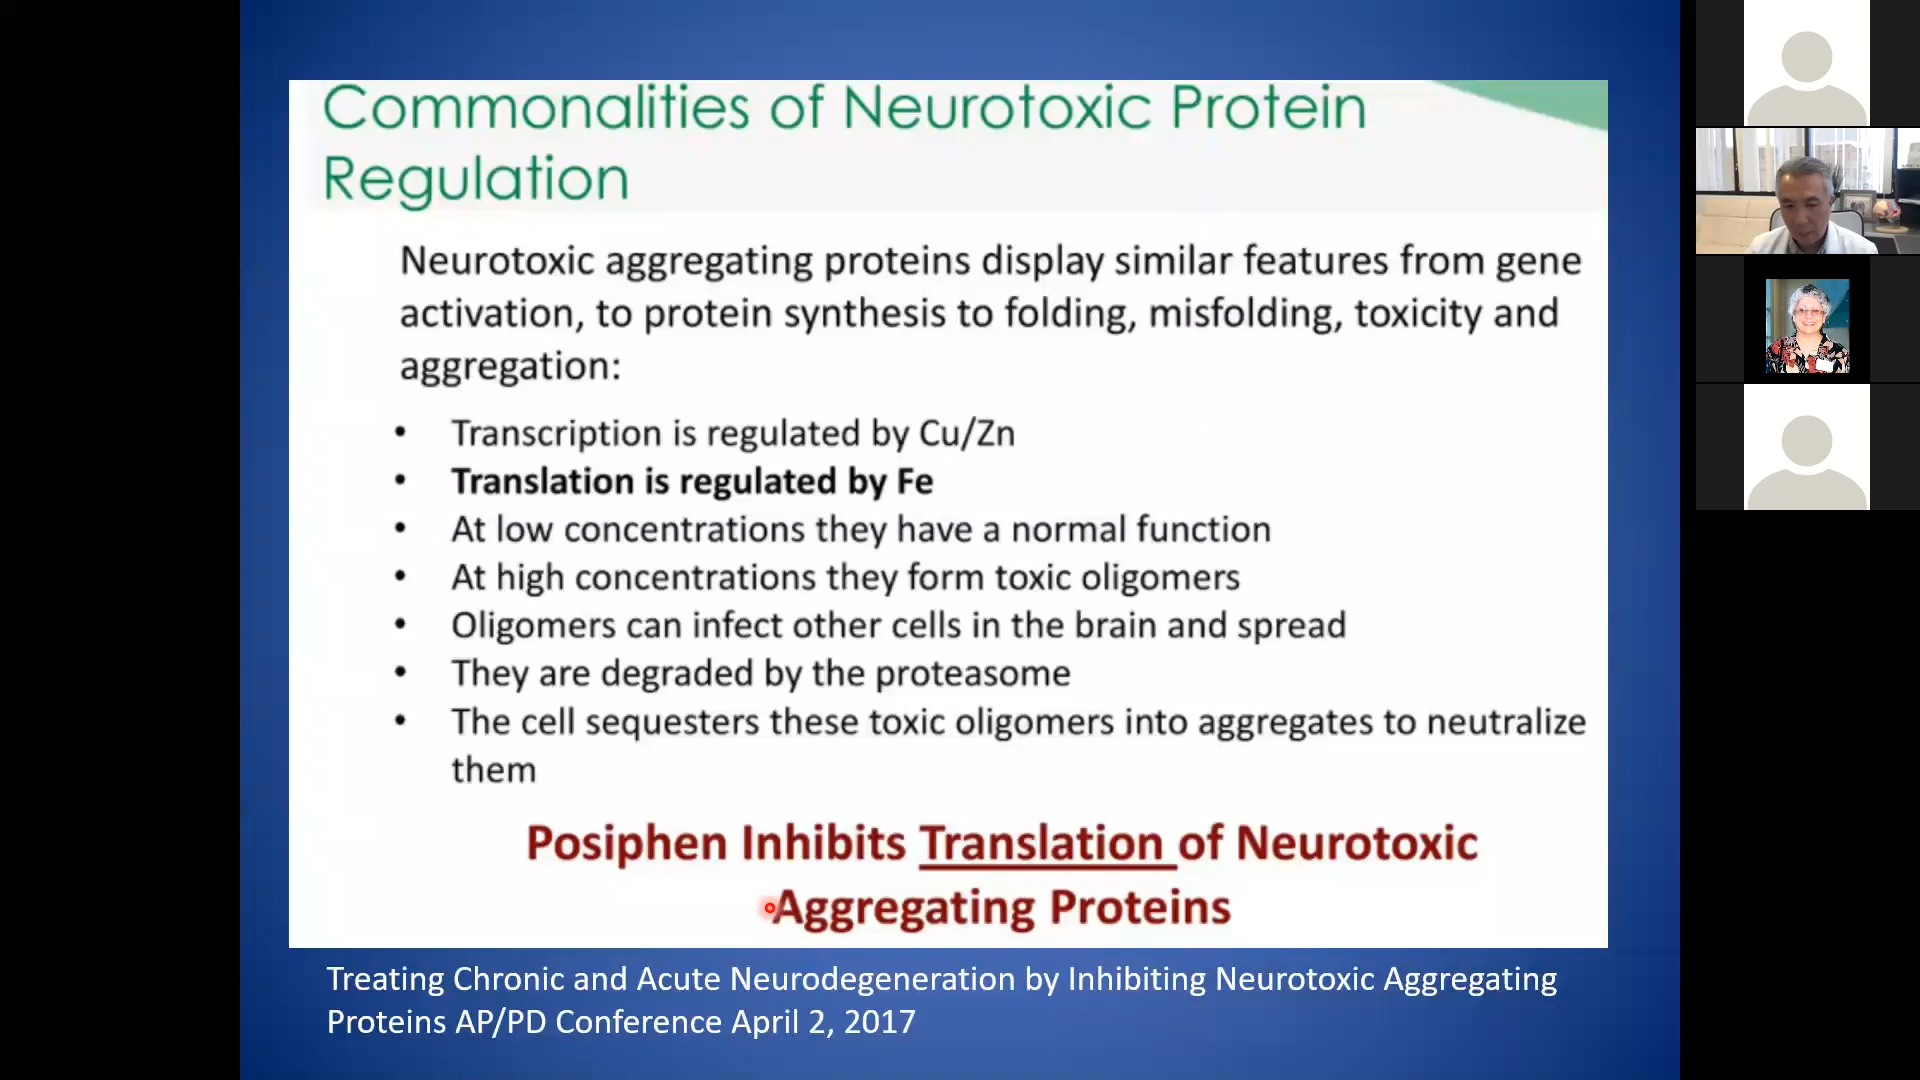 Commonalities of Neurotoxic Protein
Regulation
Neurotoxic aggregating proteins display similar features from gene
activation, to protein synthesis to folding, misfolding, toxicity and
aggregation:
• Transcription is regulated by Cu/Zn
• Translation is regulated by Fe
• At low concentrations they have a normal function
• At high concentrations they form toxic oligomers
• Oligomers can infect other cells in the brain and spread
• They are degraded by the proteasome
• The cell sequesters these toxic oligomers into aggregates to neutralize
them
Posiphen Inhibits Translation of Neurotoxic
Aggregating Proteins
Treating Chronic and Acute Neurodegeneration by Inhibiting Neurotoxic Aggregating
Proteins AP/PD Conference April 2, 2017